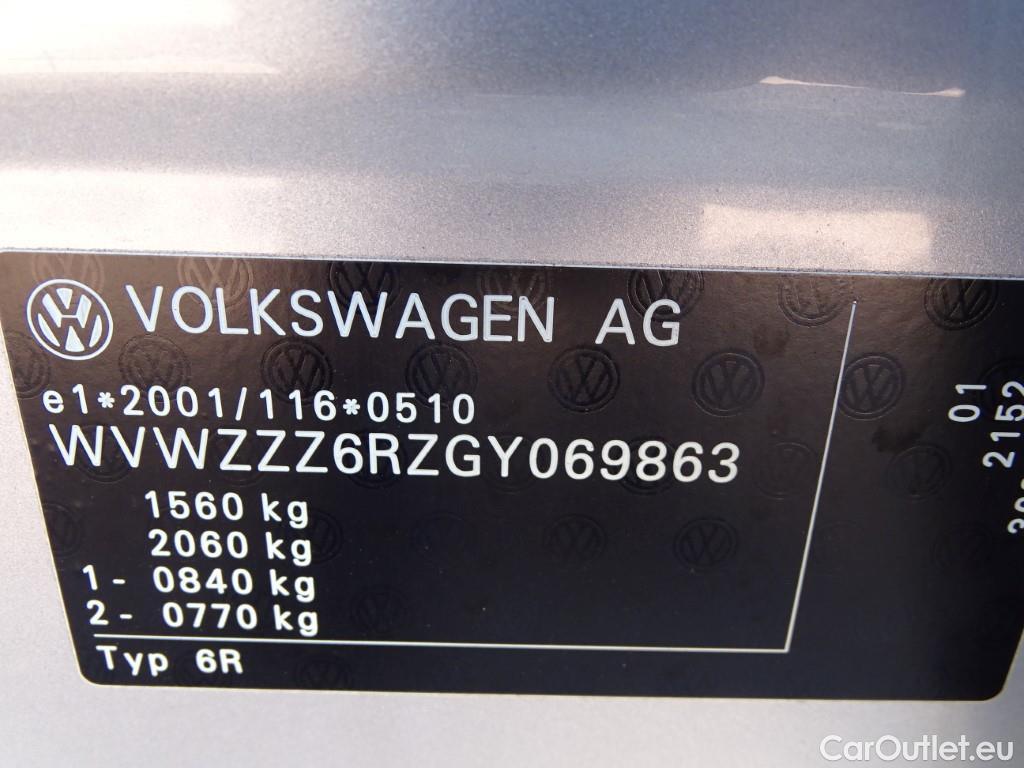 VOLKSWAGEN AG
e1*2001/116*0510
WVWZZZ6RZGY069863
1560 kg
2060 kg
1- 0840 kg
2- 0770 kg
Typ 6R
01
2152
CarOutlet.eu